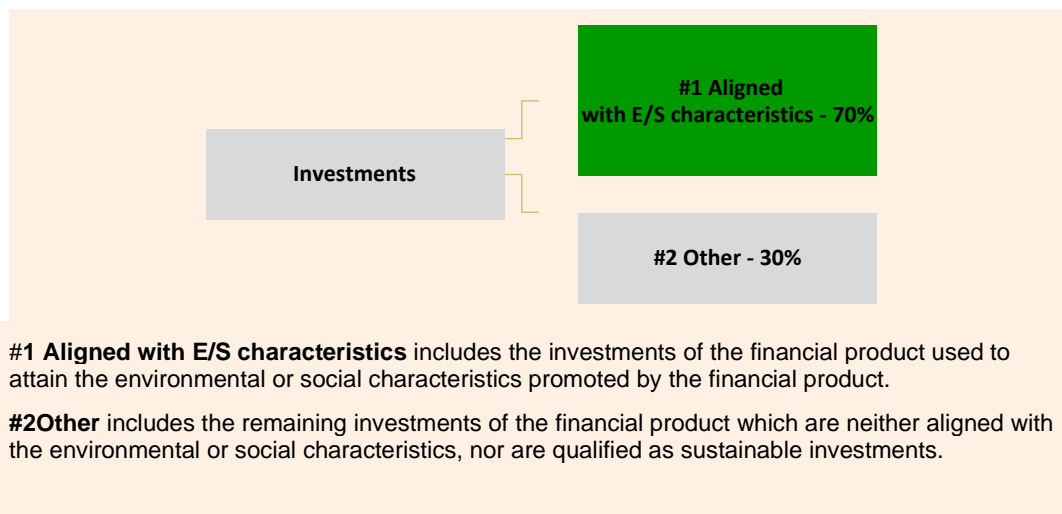 #1 Aligned
with E/S characteristics - 70%
Investments
#2 Other - 30%
#1 Aligned with E/S characteristics includes the investments of the financial product used to
attain the environmental or social characteristics promoted by the financial product.
#2Other includes the remaining investments of the financial product which are neither aligned with
the environmental or social characteristics, nor are qualified as sustainable investments.